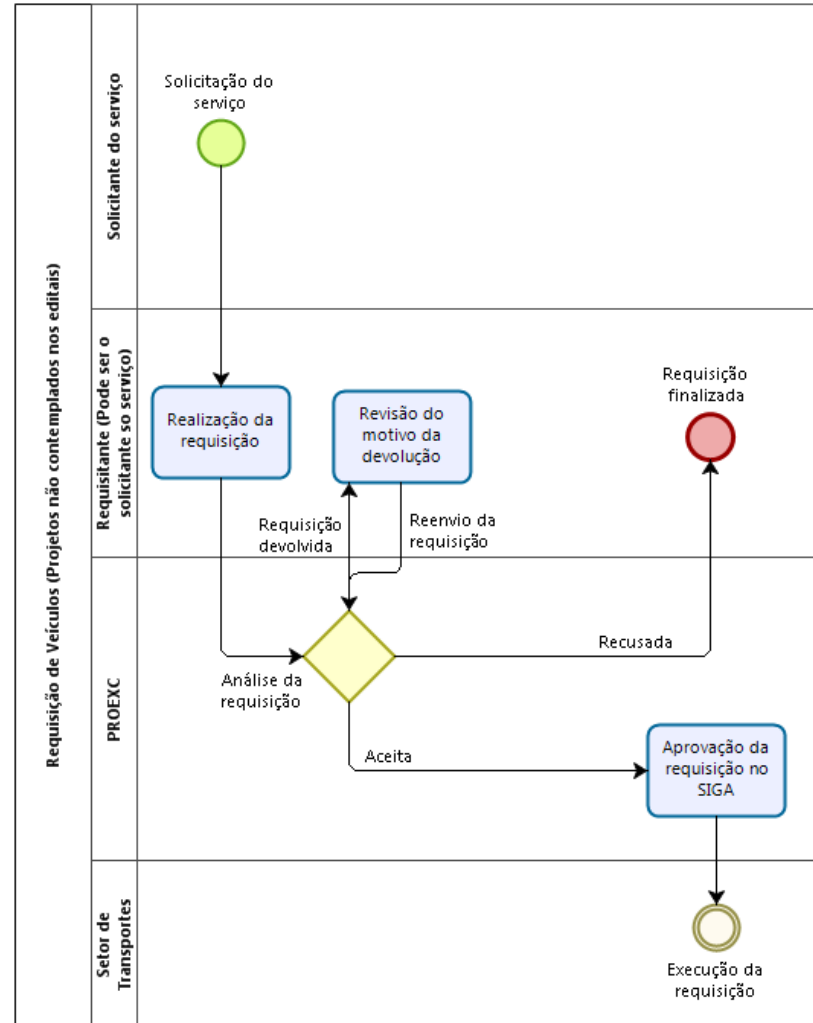 Requisição de Veículos (Projetos não contemplados nos editais)
Solicitante do serviço
Solicitação do
serviço
Requisitante (Pode ser o
solicitante so serviço)
Realização da
requisição
Revisão do
motivo da
devolução
Requisição
finalizada
Requisição
devolvida
Reenvio da
requisição
PROEXC
Análise da
requisição
Recusada
Aceita
Aprovação da
requisição no
SIGA
Setor de
Transportes
Execução da
requisição